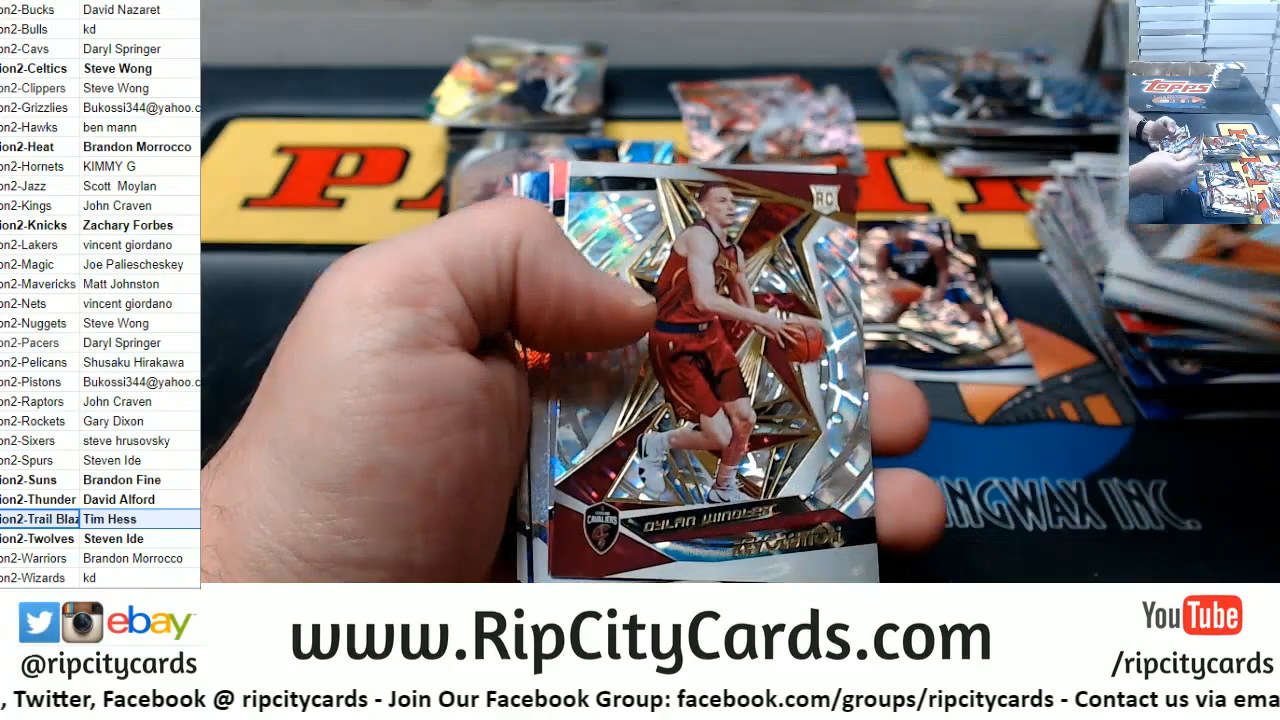 on2-Bucks David Nazaret
on2-Bulls kd
on2-Cavs Daryl Springer
ion2-Celtics Steve Wong
on2-Clippers Steve Wong
on2-Grizzlies Bukossi344@yahoo.c
on2-Hawks ben mann
ion2-Heat Brandon Morrocco
on2-Hornets KIMMY G
on2-Jazz Scott Moylan
on2-Kings John Craven
ion2-Knicks Zachary Forbes
on2-Lakers vincent giordano
on2-Magic Joe Paliescheskey
on2-Mavericks Matt Johnston
on2-Nets vincent giordano
on2-Nuggets Steve Wong
on2-Pacers Daryl Springer
on2-Pelicans Shusaku Hirakawa
on2-Pistons Bukossi344@yahoo.c
on2-Raptors John Craven
on2-Rockets Gary Dixon
on2-Sixers steve hrusovsky
on2-Spurs Steven Ide
ion2-Suns Brandon Fine
ion2-Thunder David Alford
ion2-Trail Blaz Tim Hess
ion2-Twolves Steven Ide
on2-Warriors Brandon Morrocco
on2-Wizards kd
Topps
RC
CAVALIERS
DYLAN WINDLER
REVOLUTION
NGWAX INC.
ebay
@ripcitycards
www.RipCityCards.com
YouTube
/ripcitycards
, Twitter, Facebook @ ripcitycards - Join Our Facebook Group: facebook.com/groups/ripcitycards - Contact us via ema